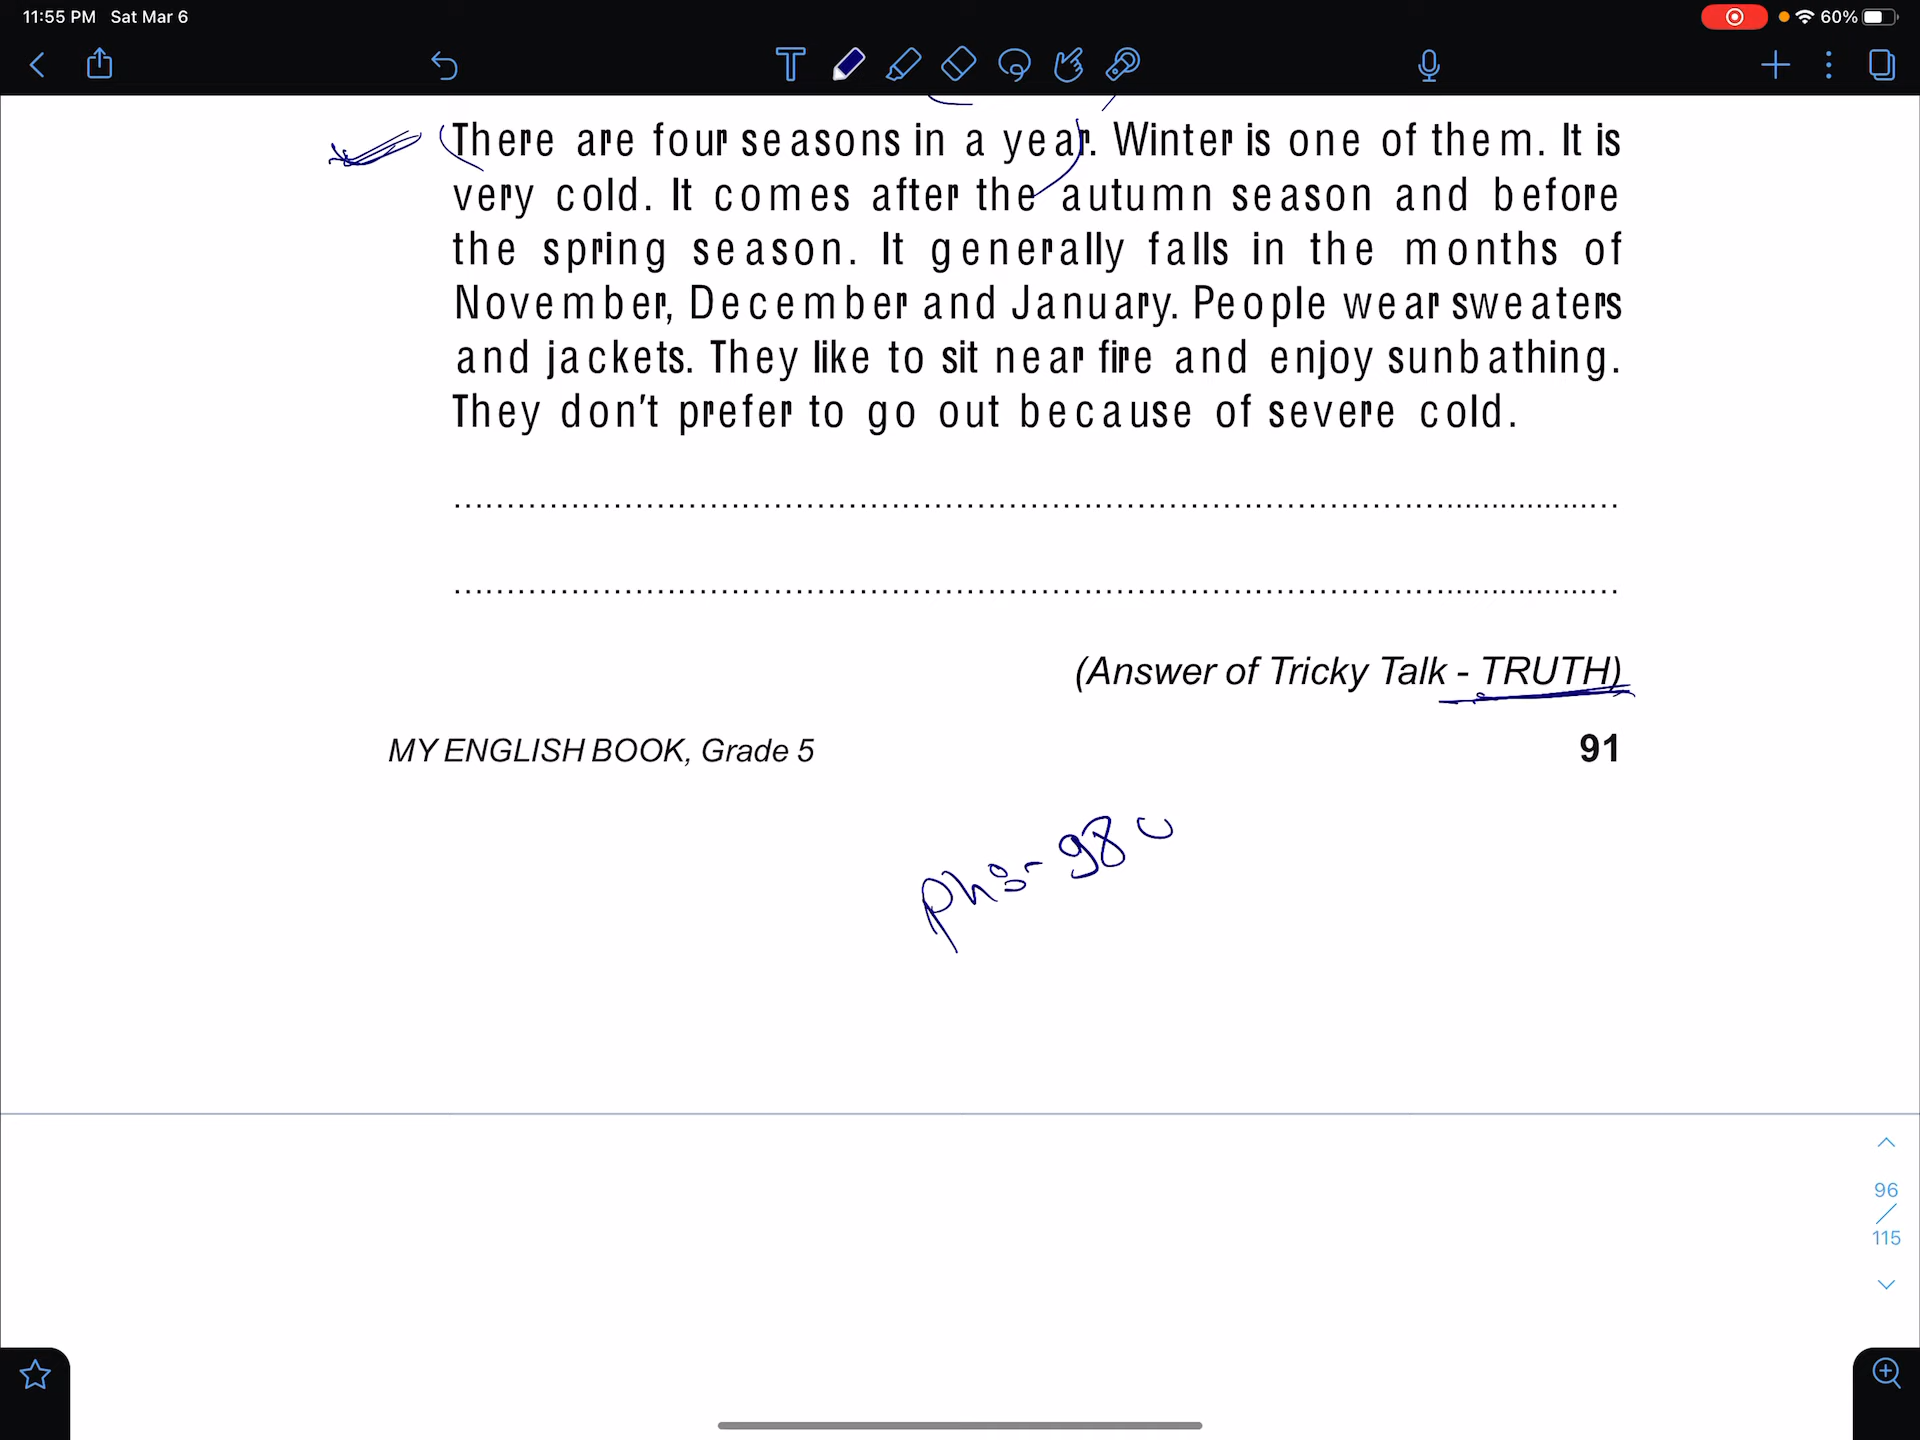 11:55 PM Sat Mar 6
60%
There are four seasons in a year. Winter is one of them. It is
very cold. It comes after the autumn season and before
the spring season. It generally falls in the months of
November, December and January. People wear sweaters
and jackets. They like to sit near fire and enjoy sunbathing.
They don't prefer to go out because of severe cold.
(Answer of Tricky Talk - TRUTH)
MY ENGLISH BOOK, Grade 5
91
Ph:- 980
96
/
115